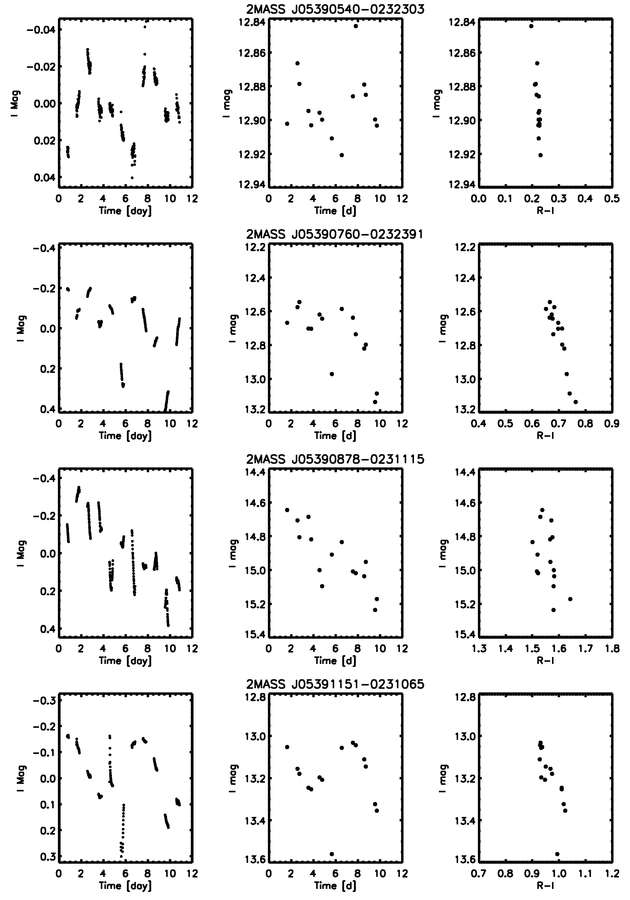 2MASS J05390540-0232303
-0.04
-0.02
0.00
0.02
0.04
I Mag
0 2 4 6 8 10 12
Time [day]
12.84
12.86
12.88
12.90
12.92
12.94
I mag
0 2 4 6 8 10 12
Time [d]
12.84
12.86
12.88
12.90
12.92
12.94
I mag
0.0 0.1 0.2 0.3 0.4 0.5
R-I
2MASS J05390760-0232391
-0.4
-0.2
0.0
0.2
0.4
I Mag
0 2 4 6 8 10 12
Time [day]
12.2
12.4
12.6
12.8
13.0
13.2
I mag
0 2 4 6 8 10 12
Time [d]
12.2
12.4
12.6
12.8
13.0
13.2
I mag
0.4 0.5 0.6 0.7 0.8 0.9
R-I
2MASS J05390878-0231115
-0.4
-0.2
0.0
0.2
0.4
I Mag
0 2 4 6 8 10 12
Time [day]
14.4
14.6
14.8
15.0
15.2
15.4
I mag
0 2 4 6 8 10 12
Time [d]
14.4
14.6
14.8
15.0
15.2
15.4
I mag
1.3 1.4 1.5 1.6 1.7 1.8
R-I
2MASS J05391151-0231065
-0.3
-0.2
-0.1
0.0
0.1
0.2
0.3
I Mag
0 2 4 6 8 10 12
Time [day]
12.8
13.0
13.2
13.4
13.6
I mag
0 2 4 6 8 10 12
Time [d]
12.8
13.0
13.2
13.4
13.6
I mag
0.7 0.8 0.9 1.0 1.1 1.2
R-I